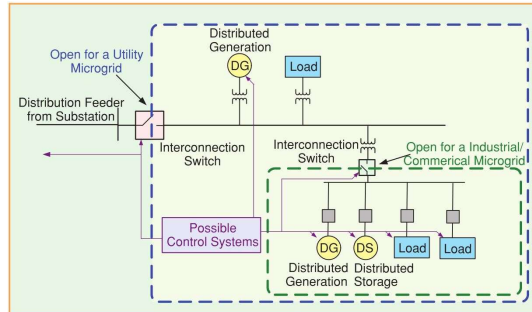 Distributed
Generation
Open for a Utility
Microgrid
DG
Load
Distribution Feeder
from Substation
Interconnection
Switch
Interconnection
Switch
Open for a Industrial/
Commerical Microgrid
Possible
Control Systems
DG
DS
Load
Load
Distributed
Generation
Distributed
Storage